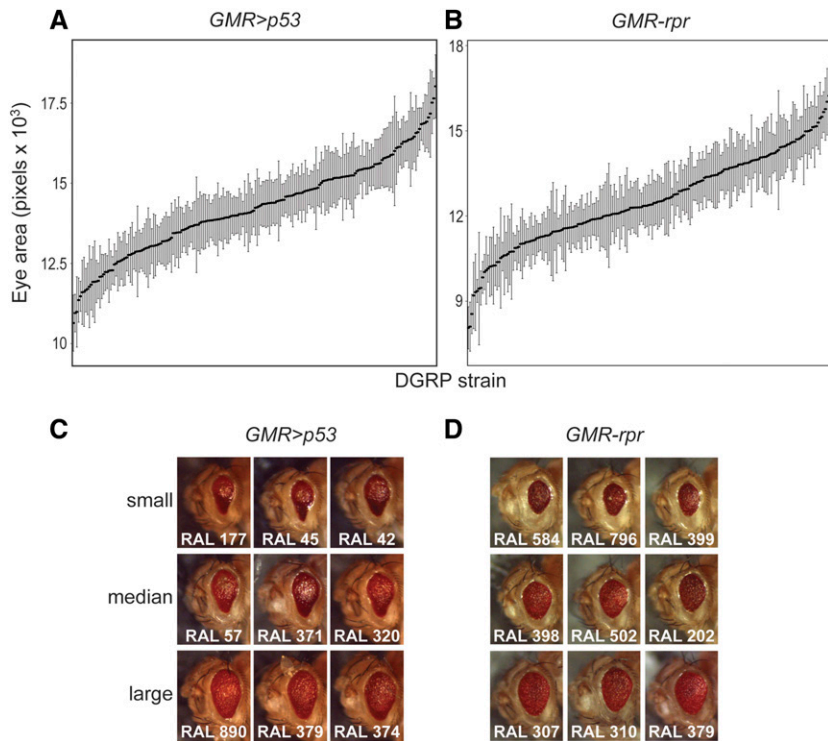 A
GMR>p53
B
GMR-rpr
Eye area (pixels x 10³)
17.5
15
12.5
10
18
15
12
9
DGRP strain
C
GMR>p53
D
GMR-rpr
small
RAL 177 RAL 45 RAL 42
RAL 584 RAL 796 RAL 399
median
RAL 57 RAL 371 RAL 320
RAL 398 RAL 502 RAL 202
large
RAL 890 RAL 379 RAL 374
RAL 307 RAL 310 RAL 379